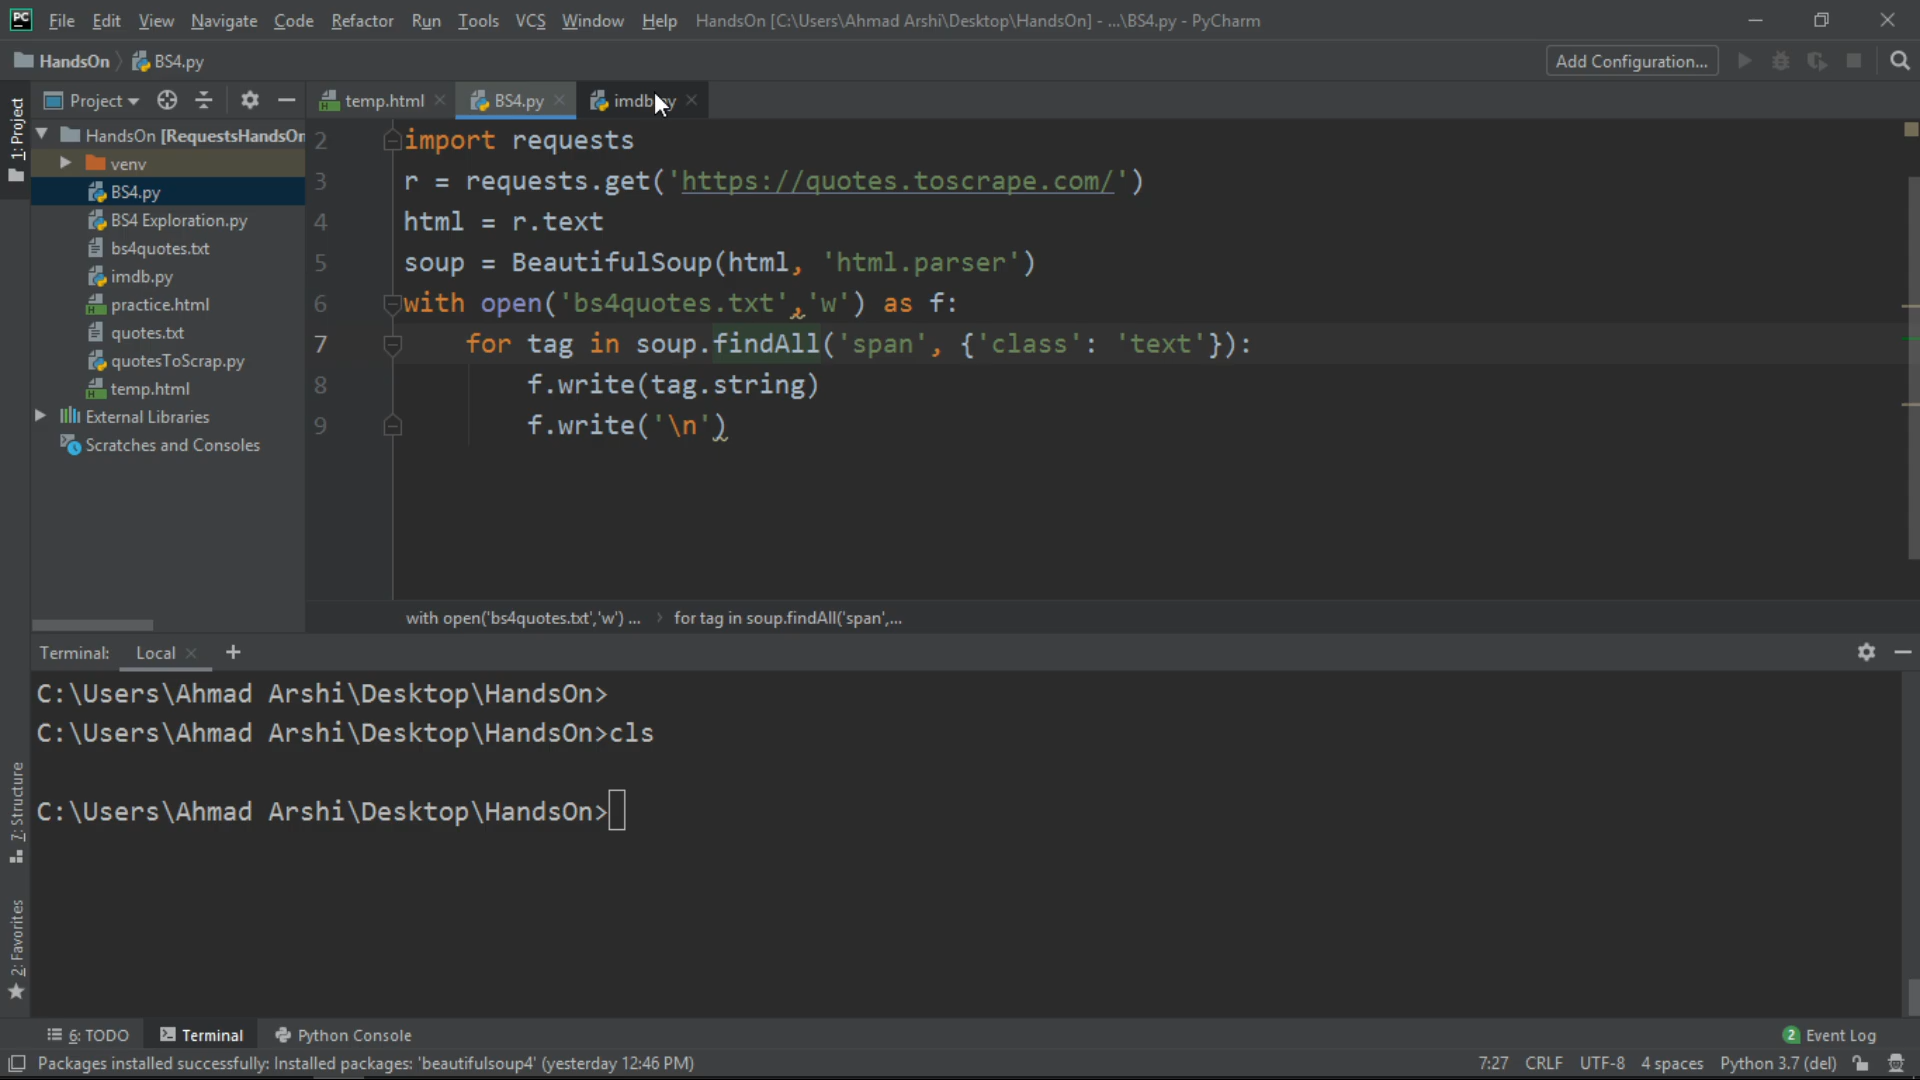 PC File Edit View Navigate Code Refactor Run Tools VCS Window Help HandsOn [C:\Users\Ahmad Arshi\Desktop\HandsOn] - ...\BS4.py - PyCharm
HandsOn BS4.py Add Configuration...
1: Project
Project temp.html BS4.py
HandsOn [RequestsHandsOn
venv
BS4.py
BS4 Exploration.py
bs4quotes.txt
imdb.py
practice.html
quotes.txt
quotesToScrap.py
temp.html
External Libraries
Scratches and Consoles
2 import requests
3 r = requests.get('https://quotes.toscrape.com/')
4 html = r.text
5 soup = BeautifulSoup(html, 'html.parser')
6 with open('bs4quotes.txt','w') as f:
7 for tag in soup.findAll('span', {'class': 'text'}):
8 f.write(tag.string)
9 f.write('\n')
with open('bs4quotes.txt','w') ... › for tag in soup.findAll('span',...
Terminal: Local +
C:\Users\Ahmad Arshi\Desktop\HandsOn>
C:\Users\Ahmad Arshi\Desktop\HandsOn>cls
C:\Users\Ahmad Arshi\Desktop\HandsOn>
7: Structure
2: Favorites
6: TODO Terminal Python Console 2 Event Log
Packages installed successfully: Installed packages: 'beautifulsoup4' (yesterday 12:46 PM) 7:27 CRLF UTF-8 4 spaces Python 3.7 (del)